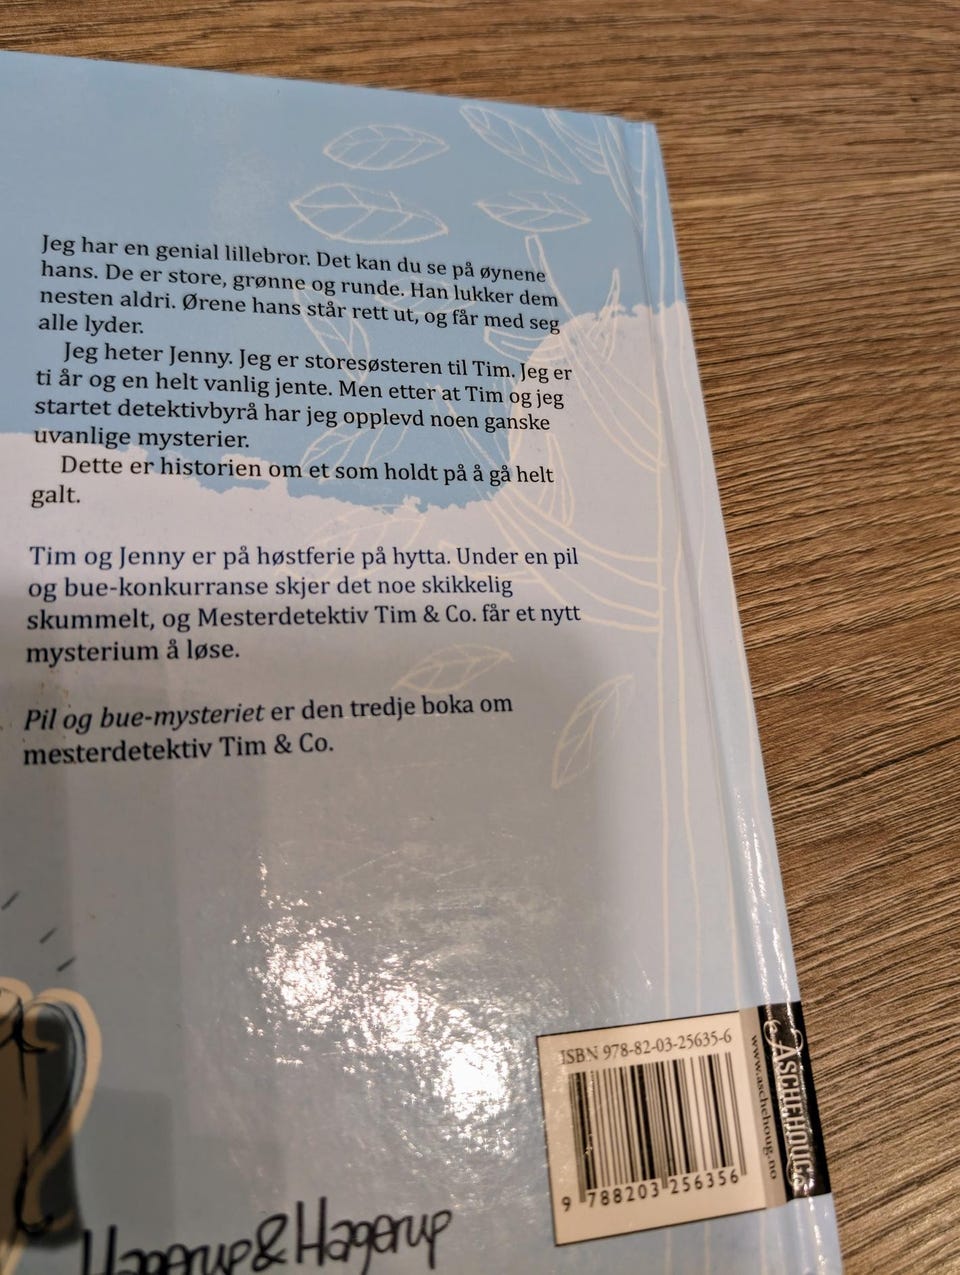 Jeg har en genial lillebror. Det kan du se på øynene
hans. De er store, grønne og runde. Han lukker dem
nesten aldri. Ørene hans står rett ut, og får med seg
alle lyder.
Jeg heter Jenny. Jeg er storesøsteren til Tim. Jeg er
ti år og en helt vanlig jente. Men etter at Tim og jeg
startet detektivbyrå har jeg opplevd noen ganske
uvanlige mysterier.
Dette er historien om et som holdt på å gå helt
galt.
Tim og Jenny er på høstferie på hytta. Under en pil
og bue-konkurranse skjer det noe skikkelig
skummelt, og Mesterdetektiv Tim & Co. får et nytt
mysterium å løse.
Pil og bue-mysteriet er den tredje boka om
mesterdetektiv Tim & Co.
ISBN 978-82-03-25635-6
9 788203 256356
www.aschehoug.no
ASCHEHOUG
Hagerup & Hagerup